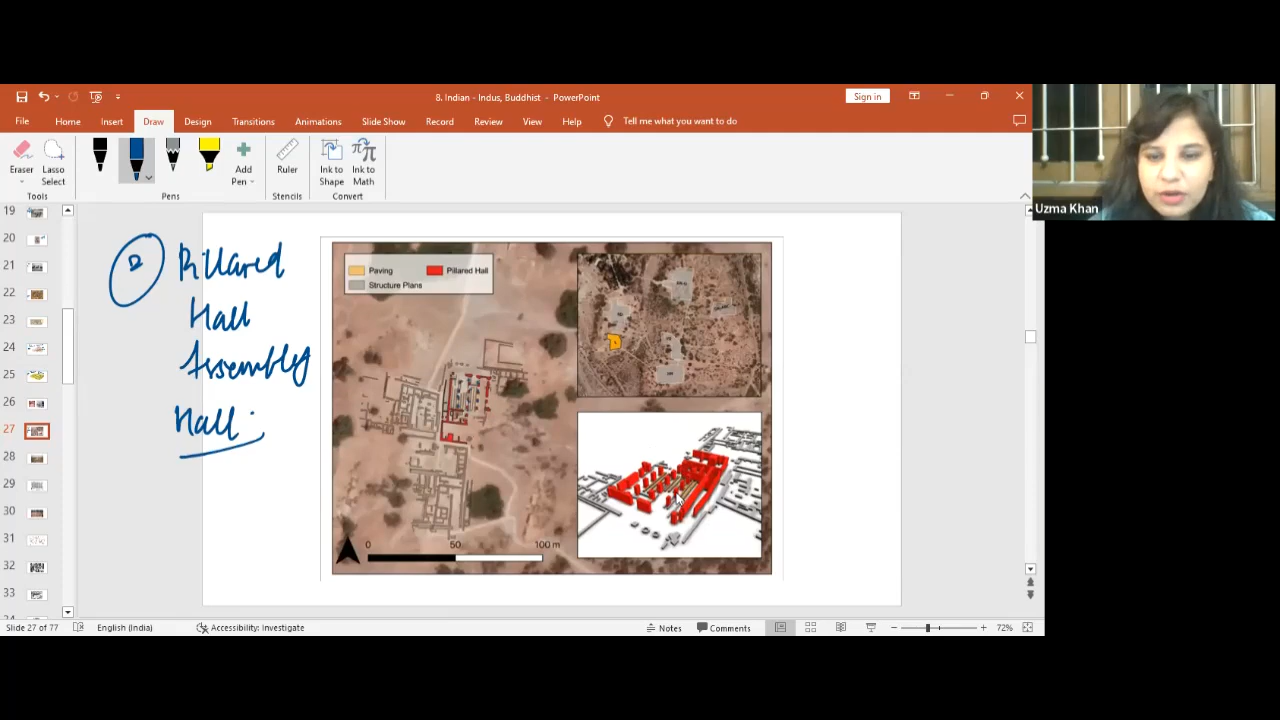 8. Indian - Indus, Buddhist - PowerPoint
Sign in
File Home Insert Draw Design Transitions Animations Slide Show Record Review View Help Tell me what you want to do
Eraser
Lasso
Select
Add
Pen
Ruler
Ink to
Shape
Ink to
Math
Tools
Pens
Stencils
Convert
Uzma Khan
19
20
21
22
23
24
25
26
27
28
29
30
31
32
33
2 Pillared
Hall
Assembly
Hall
Paving
Pillared Hall
Structure Plans
0 50 100 m
Slide 27 of 77
English (India)
Accessibility: Investigate
Notes
Comments
72%